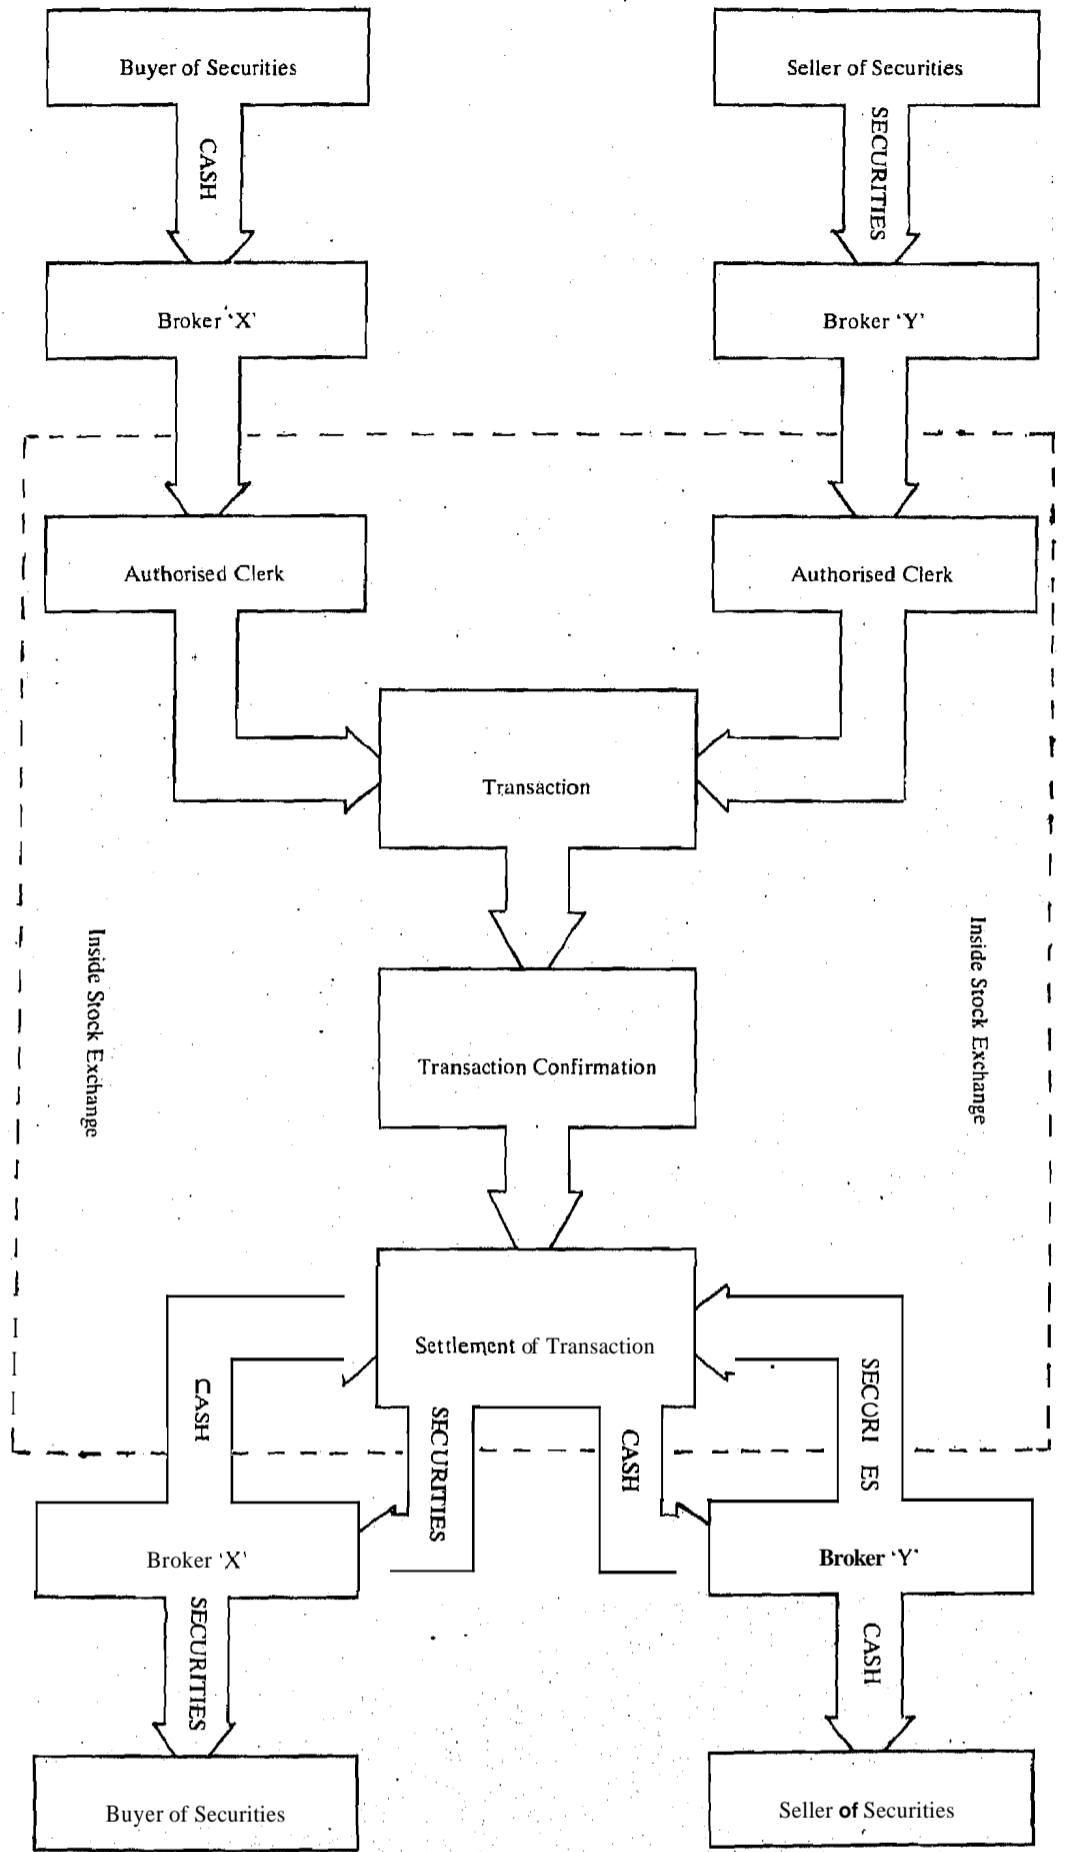 Buyer of Securities
Seller of Securities
CASH
SECURITIES
Broker 'X'
Broker 'Y'
Authorised Clerk
Authorised Clerk
Transaction
Inside Stock Exchange
Inside Stock Exchange
Transaction Confirmation
Settlement of Transaction
CASH
SECURITIES
CASH
SECORI ES
Broker 'X'
Broker 'Y'
SECURITIES
CASH
Buyer of Securities
Seller of Securities